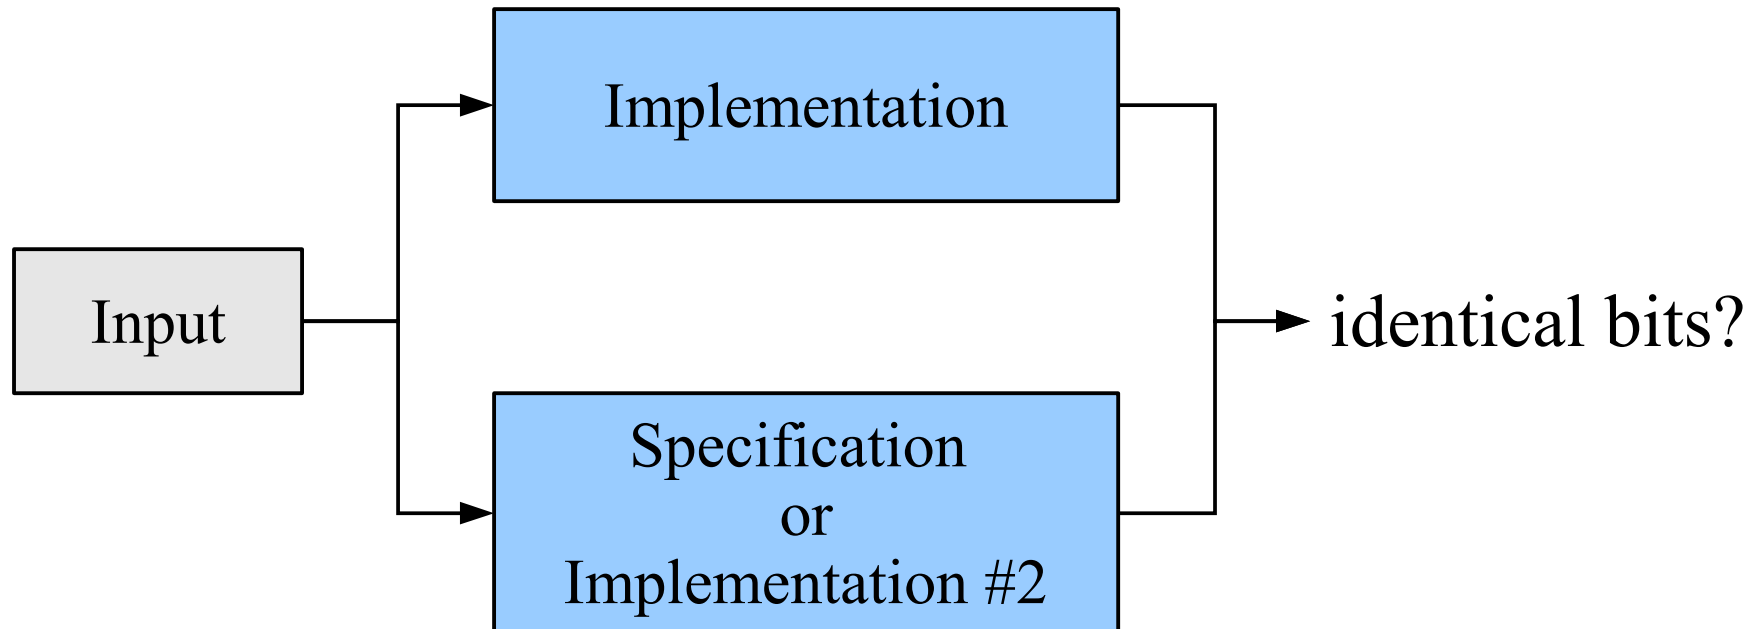 Implementation
Input
identical bits?
Specification
or
Implementation #2